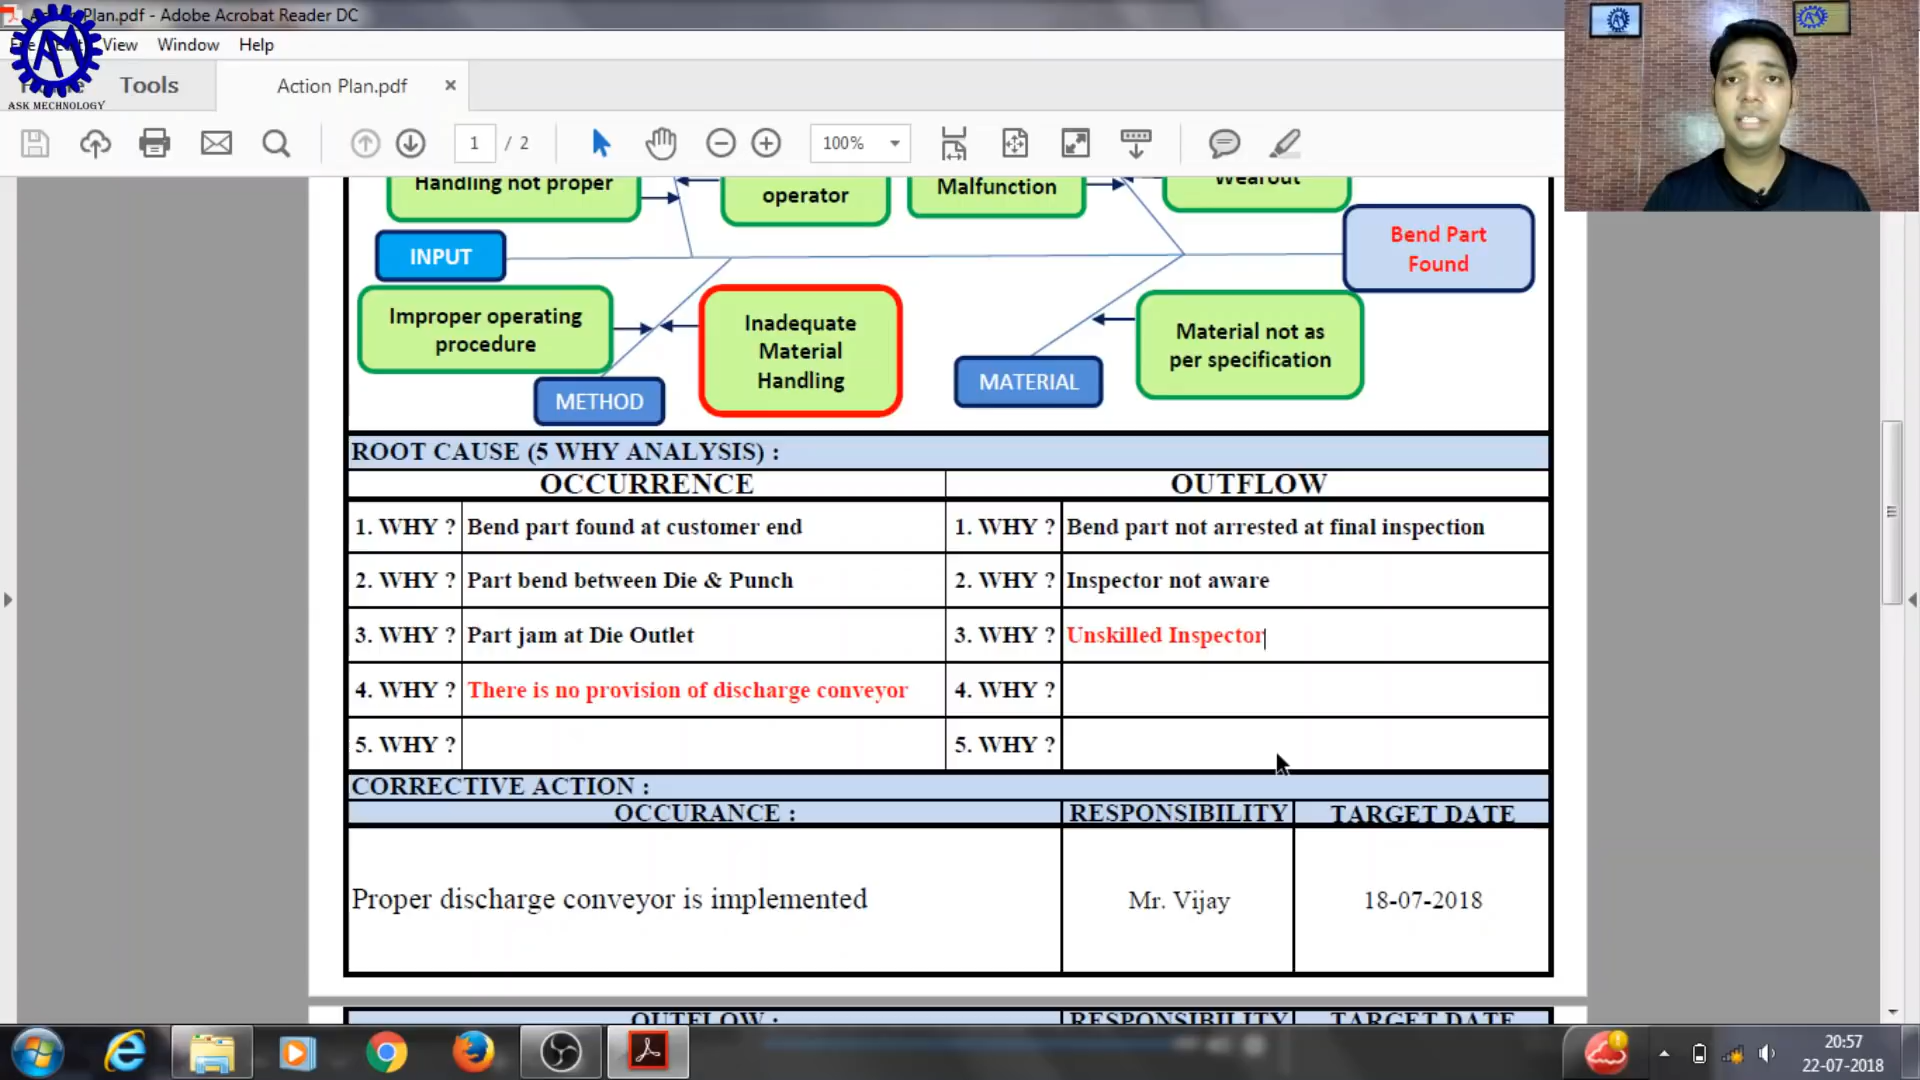 Plan.pdf - Adobe Acrobat Reader DC
View Window Help
ASK MECHNOLOGY
Tools
Action Plan.pdf
1 / 2
100%
Handling not proper
operator
Malfunction
Wearout
INPUT
Bend Part
Found
Improper operating
procedure
Inadequate
Material
Handling
Material not as
per specification
METHOD
MATERIAL
ROOT CAUSE (5 WHY ANALYSIS) :
OCCURRENCE OUTFLOW
1. WHY ? Bend part found at customer end 1. WHY ? Bend part not arrested at final inspection
2. WHY ? Part bend between Die & Punch 2. WHY ? Inspector not aware
3. WHY ? Part jam at Die Outlet 3. WHY ? Unskilled Inspector
4. WHY ? There is no provision of discharge conveyor 4. WHY ?
5. WHY ? 5. WHY ?
CORRECTIVE ACTION :
OCCURANCE : RESPONSIBILITY TARGET DATE
Proper discharge conveyor is implemented Mr. Vijay 18-07-2018
OUTFLOW : RESPONSIBILITY TARGET DATE
20:57
22-07-2018